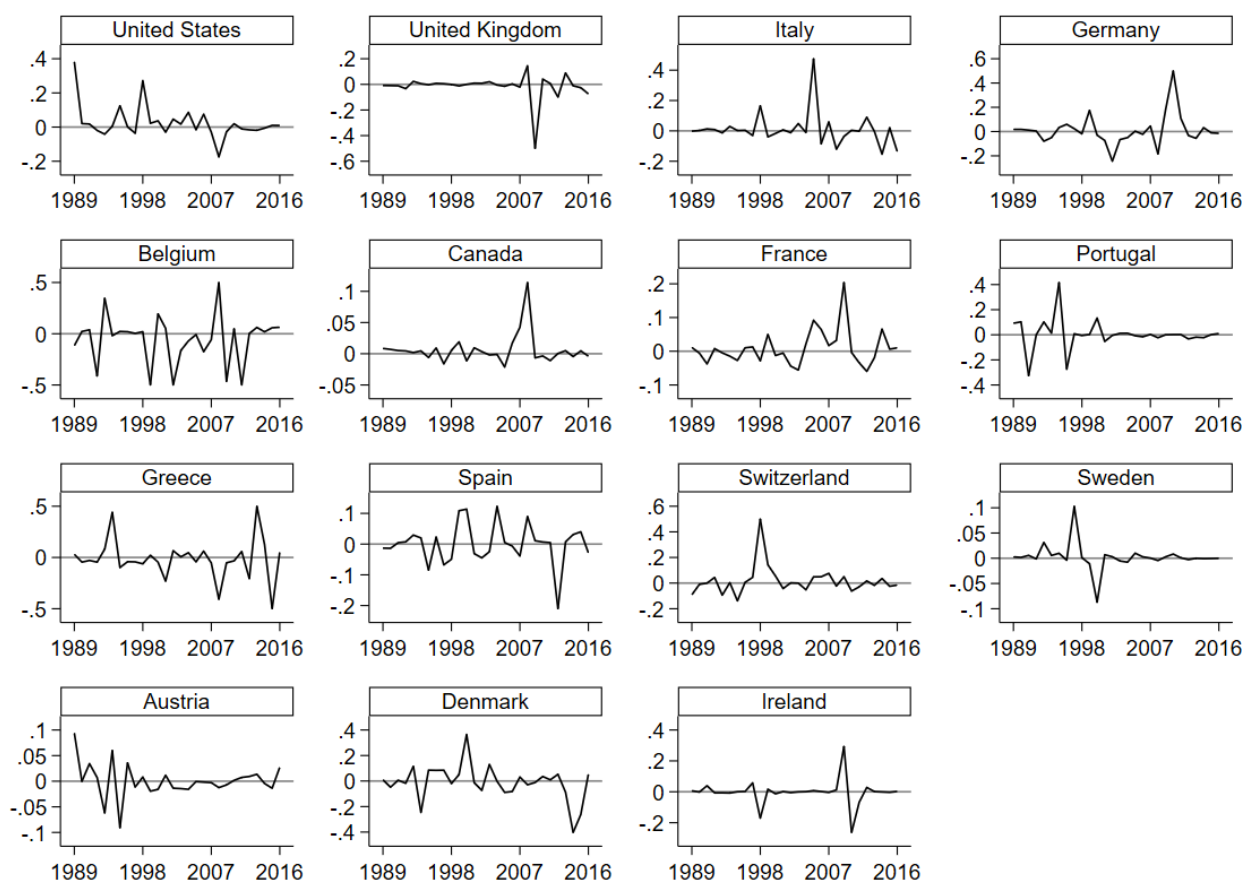 United States
United Kingdom
Italy
Germany
.4
.2
0
-.2
.2
0
-.2
-.4
-.6
.4
.2
0
-.2
.6
.4
.2
0
-.2
1989 1998 2007 2016
1989 1998 2007 2016
1989 1998 2007 2016
1989 1998 2007 2016
Belgium
Canada
France
Portugal
.5
0
-.5
.1
.05
0
-.05
.2
.1
0
-.1
.4
.2
0
-.2
-.4
1989 1998 2007 2016
1989 1998 2007 2016
1989 1998 2007 2016
1989 1998 2007 2016
Greece
Spain
Switzerland
Sweden
.5
0
-.5
.1
0
-.1
-.2
.6
.4
.2
0
-.2
.1
.05
0
-.05
-.1
1989 1998 2007 2016
1989 1998 2007 2016
1989 1998 2007 2016
1989 1998 2007 2016
Austria
Denmark
Ireland
.1
.05
0
-.05
-.1
.4
.2
0
-.2
-.4
.4
.2
0
-.2
1989 1998 2007 2016
1989 1998 2007 2016
1989 1998 2007 2016